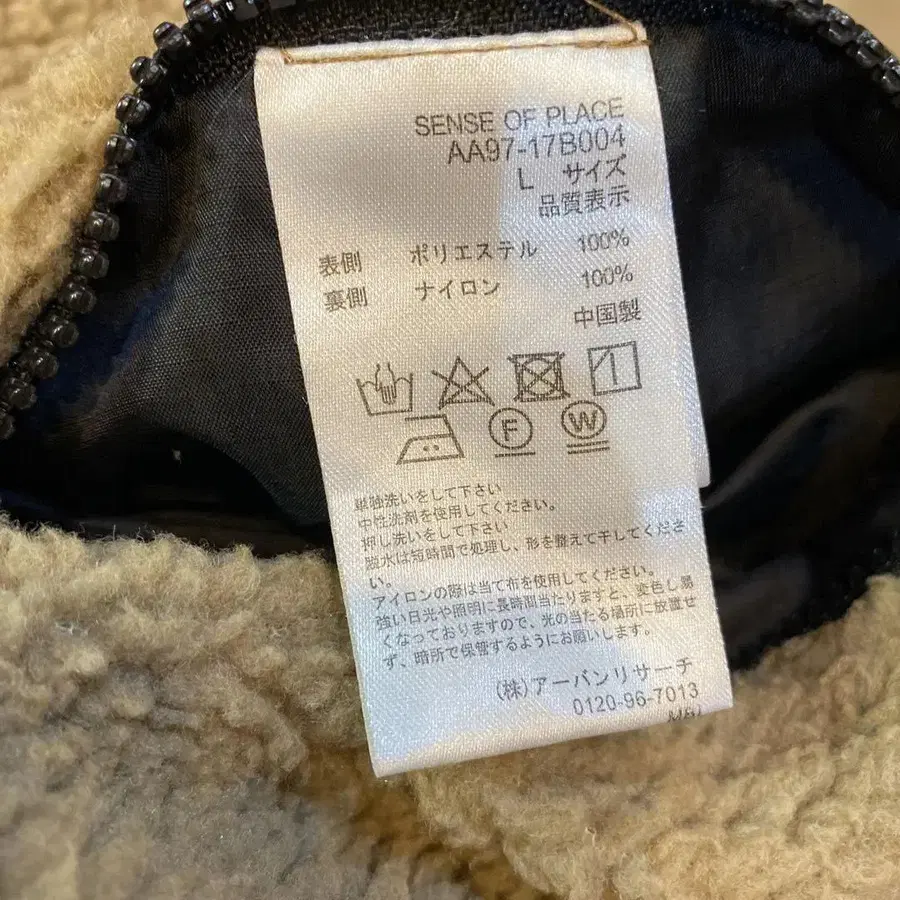 SENSE OF PLACE
AA97-17B004
L サイズ
品質表示
表側 ポリエステル 100%
裏側 ナイロン 100%
中国製
F W
単独洗いをして下さい
中性洗剤を使用してください。
押し洗いをして下さい
脱水は短時間で処理し、形を整えて干してくださ
い。
アイロンの際は当て布を使用してください。
強い日光や照明に長時間当たりますと、変色し易
くなっておりますので、光の当たる場所に放置せ
ず、暗所で保管するようにお願いします。
(株)アーバンリサーチ
0120-96-7013